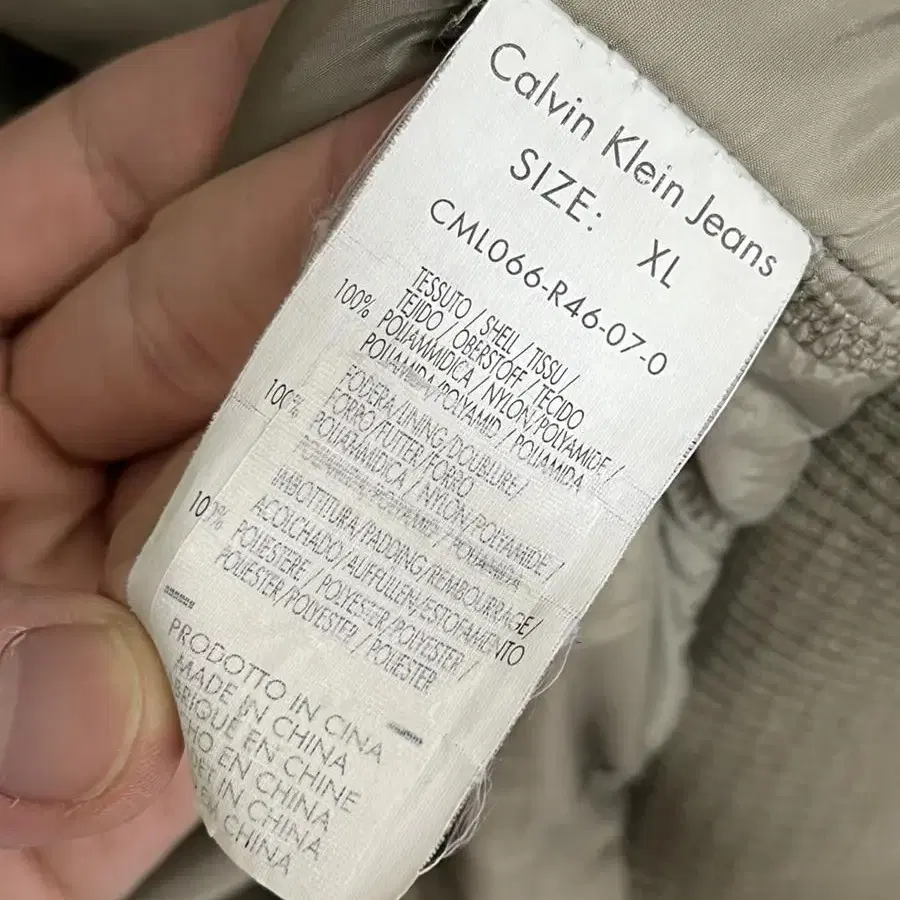 Calvin Klein Jeans
SIZE: XL
CML066-R46-07-0
TESSUTO / SHELL / TISSU /
TEJIDO / OBERSTOFF / TECIDO
100% POLIAMMIDICA / NYLON/POLYAMIDE /
POLIAMIDA/POLYAMID / POLIAMIDA
FODERA/LINING/DOUBLURE/
FORRO/FUTTER/FORRO
100% POLIAMMIDICA / NYLON/POLYAMIDE /
IMBOTTITURA/PADDING/REMBOURRAGE/
ACOLCHADO/AUFFULLEN/ESTOFAMENTO
100% POLIESTERE / POLYESTER/POLYESTER /
POLIESTER/POLYESTER / POLIESTER
PRODOTTO IN CINA
MADE IN CHINA
RIQUE EN CHINE
EN CHINA
IN CHINA
CHINA